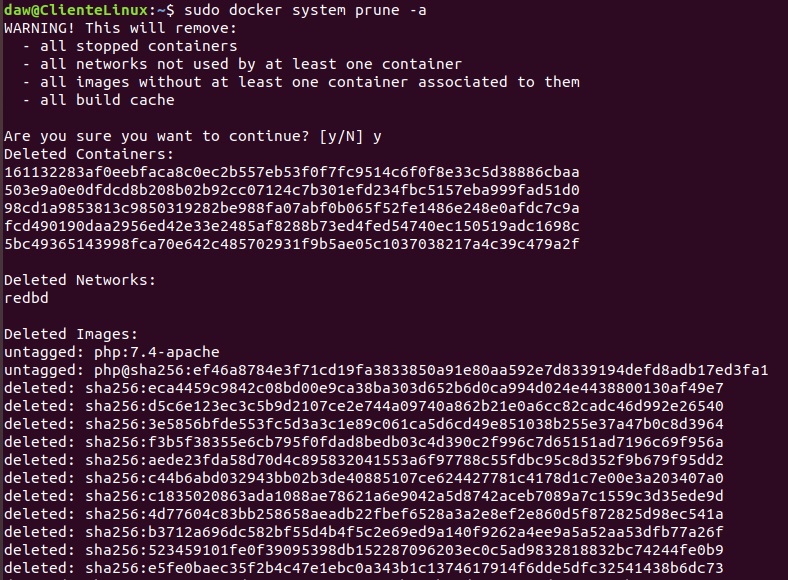 daw@ClienteLinux:~$ sudo docker system prune -a
WARNING! This will remove:
  - all stopped containers
  - all networks not used by at least one container
  - all images without at least one container associated to them
  - all build cache

Are you sure you want to continue? [y/N] y
Deleted Containers:
161132283af0eebfaca8c0ec2b557eb53f0f7fc9514c6f0f8e33c5d38886cbaa
503e9a0e0dfdcd8b208b02b92cc07124c7b301efd234fbc5157eba999fad51d0
98cd1a9853813c9850319282be988fa07abf0b065f52fe1486e248e0afdc7c9a
fcd490190daa2956ed42e33e2485af8288b73ed4fed54740ec150519adc1698c
5bc49365143998fca70e642c485702931f9b5ae05c1037038217a4c39c479a2f

Deleted Networks:
redbd

Deleted Images:
untagged: php:7.4-apache
untagged: php@sha256:ef46a8784e3f71cd19fa3833850a91e80aa592e7d8339194defd8adb17ed3fa1
deleted: sha256:eca4459c9842c08bd00e9ca38ba303d652b6d0ca994d024e4438800130af49e7
deleted: sha256:d5c6e123ec3c5b9d2107ce2e744a09740a862b21e0a6cc82cadc46d992e26540
deleted: sha256:3e5856bfde553fc5d3a3c1e89c061ca5d6cd49e851038b255e37a47b0c8d3964
deleted: sha256:f3b5f38355e6cb795f0fdad8bedb03c4d390c2f996c7d65151ad7196c69f956a
deleted: sha256:aede23fda58d70d4c895832041553a6f97788c55fdbc95c8d352f9b679f95dd2
deleted: sha256:c44b6abd032943bb02b3de40885107ce624427781c4178d1c7e00e3a203407a0
deleted: sha256:c1835020863ada1088ae78621a6e9042a5d8742aceb7089a7c1559c3d35ede9d
deleted: sha256:4d77604c83bb258658aeadb22fbef6528a3a2e8ef2e860d5f872825d98ec541a
deleted: sha256:b3712a696dc582bf55d4b4f5c2e69ed9a140f9262a4ee9a5a52aa53dfb77a26f
deleted: sha256:523459101fe0f39095398db152287096203ec0c5ad9832818832bc74244fe0b9
deleted: sha256:e5fe0baec35f2b4c47e1ebc0a343b1c1374617914f6dde5dfc32541438b6dc73